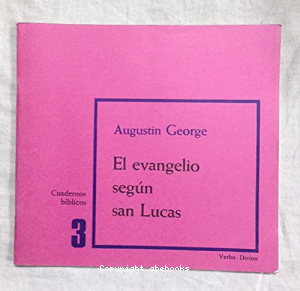 Augustin George
El evangelio
según
san Lucas
Cuadernos
bíblicos
3
Verbo Divino
Copyright abebooks